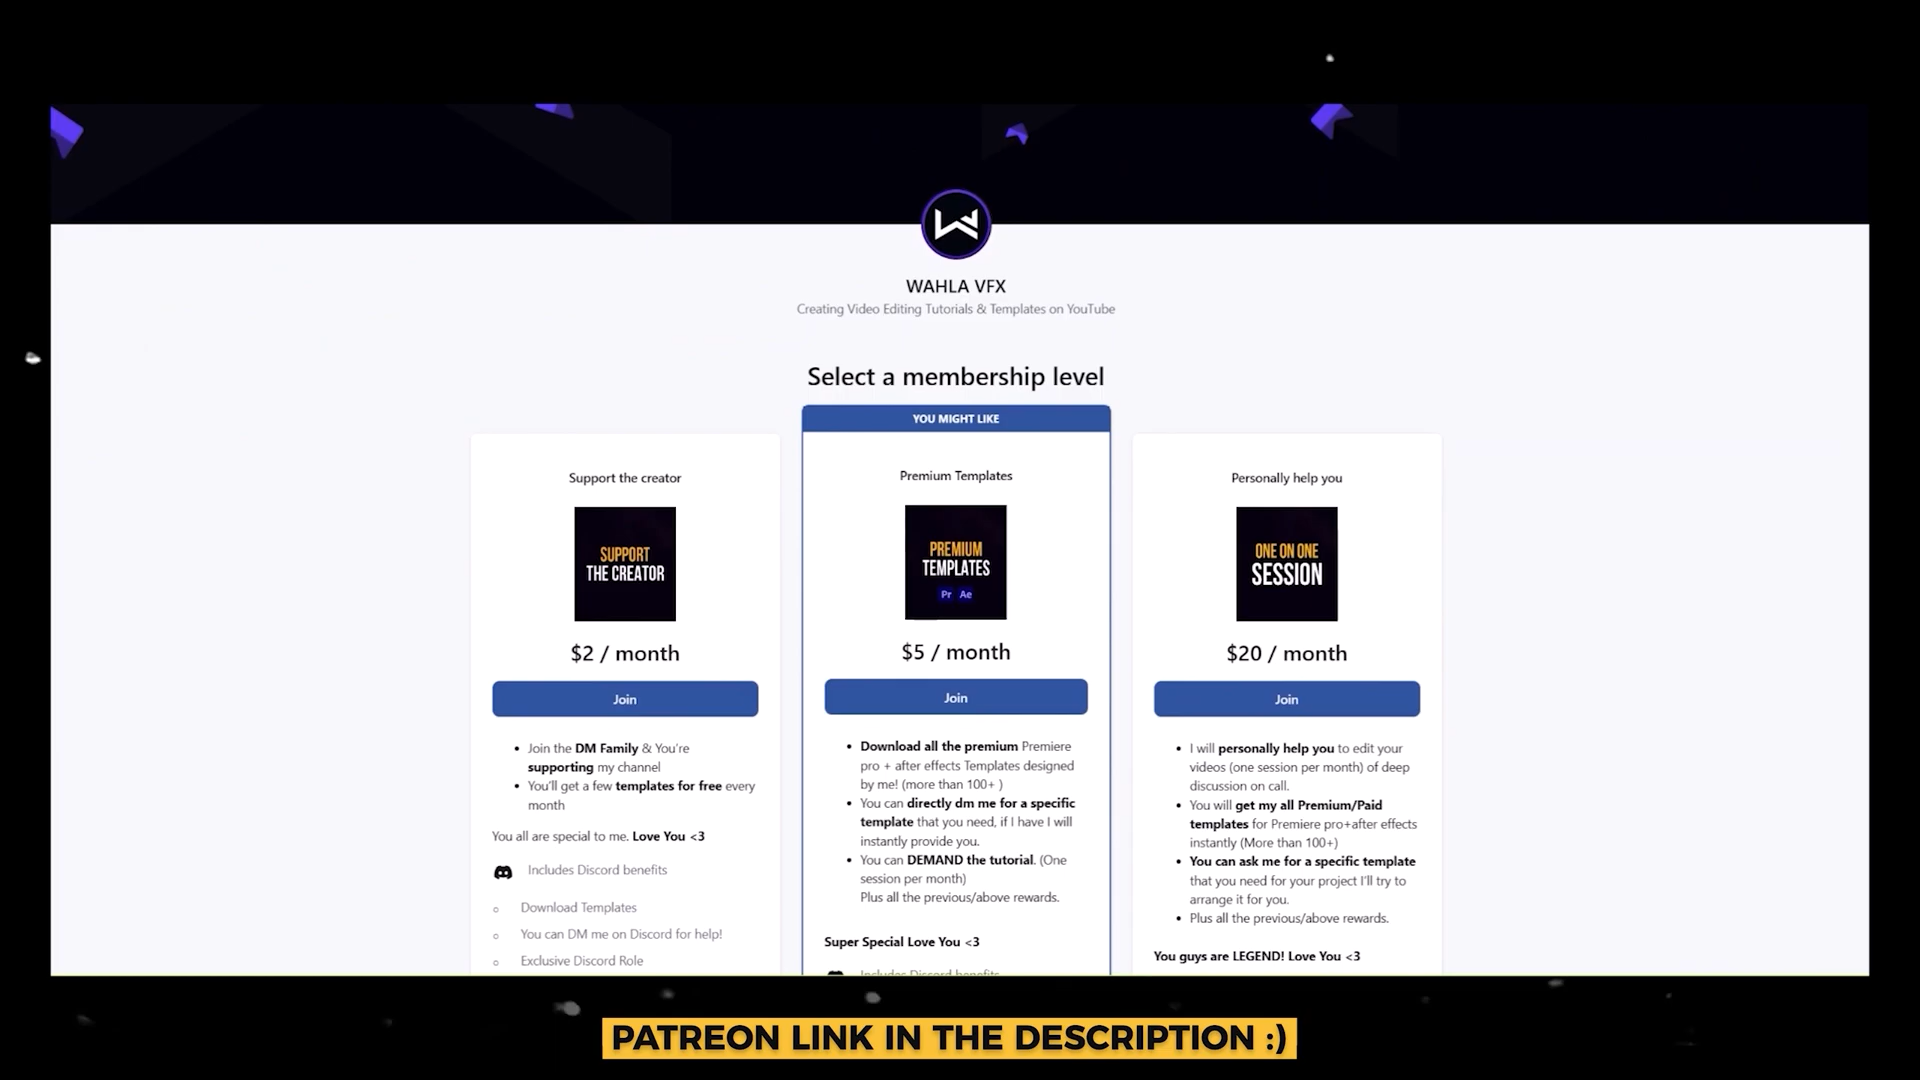 WAHLA VFX
Creating Video Editing Tutorials & Templates on YouTube
Select a membership level
Support the creator
SUPPORT
THE CREATOR
$2 / month
Join
• Join the DM Family & You're
supporting my channel
• You'll get a few templates for free every
month
You all are special to me. Love You <3
Includes Discord benefits
Download Templates
You can DM me on Discord for help!
Exclusive Discord Role
YOU MIGHT LIKE
Premium Templates
PREMIUM
TEMPLATES
Pr Ae
$5 / month
Join
• Download all the premium Premiere
pro + after effects Templates designed
by me! (more than 100+ )
• You can directly dm me for a specific
template that you need, if I have I will
instantly provide you.
• You can DEMAND the tutorial. (One
session per month)
Plus all the previous/above rewards.
Super Special Love You <3
Includes Discord benefits
Personally help you
ONE ON ONE
SESSION
$20 / month
Join
• I will personally help you to edit your
videos (one session per month) of deep
discussion on call.
• You will get my all Premium/Paid
templates for Premiere pro+after effects
instantly (More than 100+)
• You can ask me for a specific template
that you need for your project I'll try to
arrange it for you.
• Plus all the previous/above rewards.
You guys are LEGEND! Love You <3
PATREON LINK IN THE DESCRIPTION :)